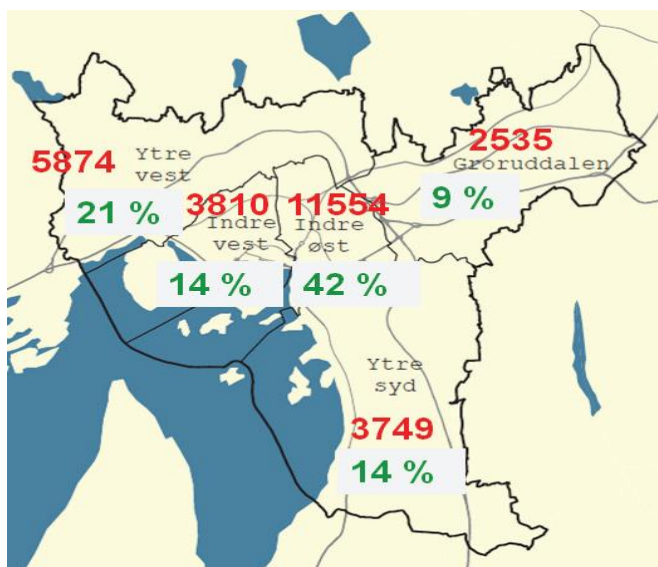 2535
Groruddalen
9 %
5874
Ytre
vest
21 %
3810
Indre
vest
14 %
11554
Indre
øst
42 %
Ytre
syd
3749
14 %